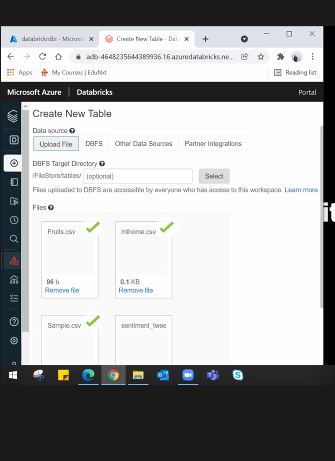 databrickrdbi - Micros
Create New Table - Data
adb-4648235644389936.16.azuredatabricks.ne...
Apps My Courses | EduNxt Reading list
Microsoft Azure Databricks Portal
Create New Table
Data source
Upload File DBFS Other Data Sources Partner Integrations
DBFS Target Directory
/FileStore/tables/ (optional) Select
Files uploaded to DBFS are accessible by everyone who has access to this workspace. Learn more
Files
Fruits.csv mlhome.csv
96 b 0.1 KB
Remove file Remove file
Sample.csv sentiment_twee
it